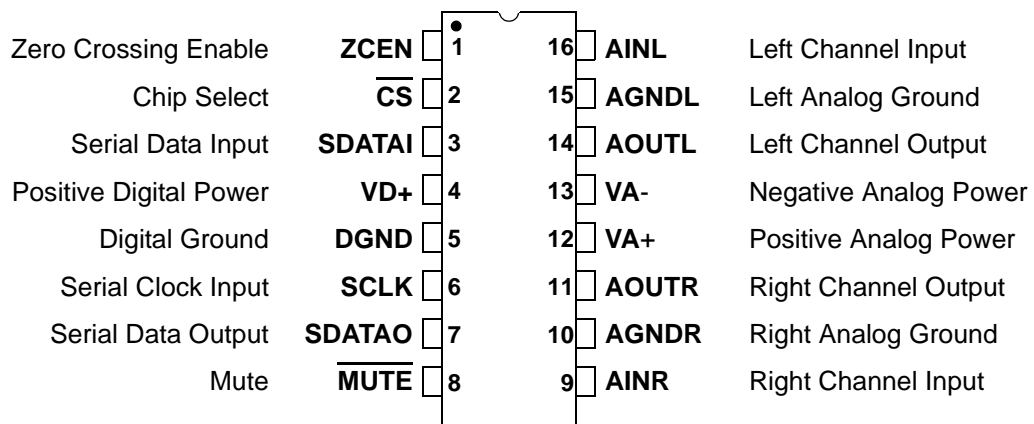 Zero Crossing Enable ZCEN 1 16 AINL Left Channel Input
Chip Select CS 2 15 AGNDL Left Analog Ground
Serial Data Input SDATAI 3 14 AOUTL Left Channel Output
Positive Digital Power VD+ 4 13 VA- Negative Analog Power
Digital Ground DGND 5 12 VA+ Positive Analog Power
Serial Clock Input SCLK 6 11 AOUTR Right Channel Output
Serial Data Output SDATAO 7 10 AGNDR Right Analog Ground
Mute MUTE 8 9 AINR Right Channel Input